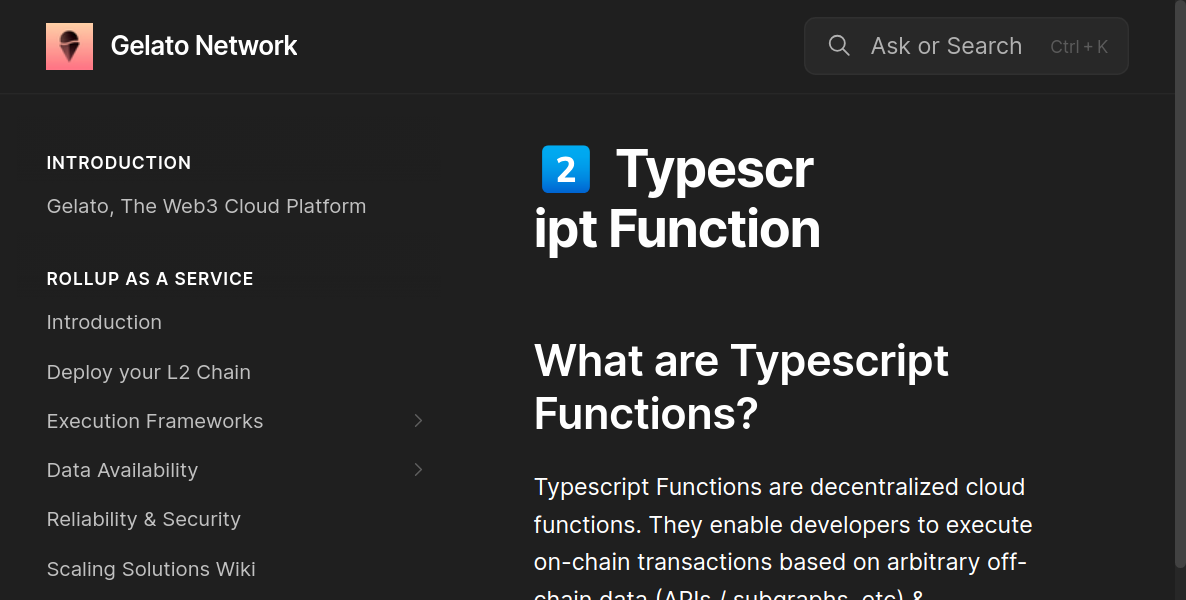 Gelato Network
Ask or Search Ctrl + K
INTRODUCTION
Gelato, The Web3 Cloud Platform
ROLLUP AS A SERVICE
Introduction
Deploy your L2 Chain
Execution Frameworks
Data Availability
Reliability & Security
Scaling Solutions Wiki
2️⃣ Typescr
ipt Function
What are Typescript
Functions?
Typescript Functions are decentralized cloud
functions. They enable developers to execute
on-chain transactions based on arbitrary off-
chain data (APIs / subgraphs, etc) &